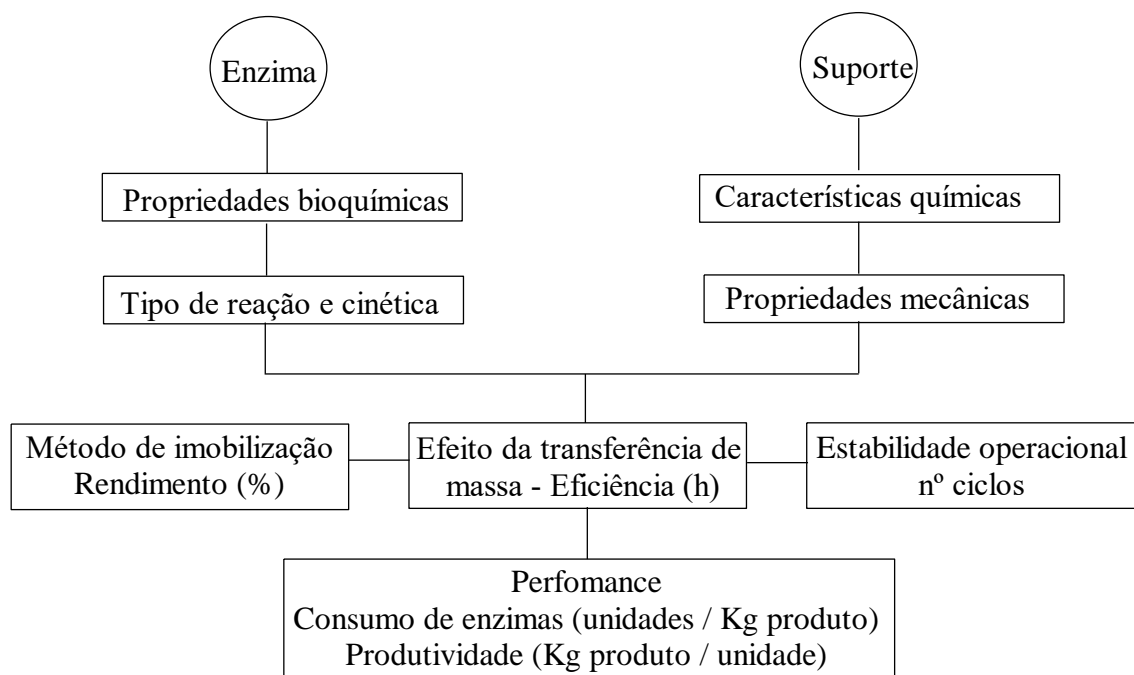 Enzima
Suporte
Propriedades bioquímicas
Características químicas
Tipo de reação e cinética
Propriedades mecânicas
Método de imobilização
Rendimento (%)
Efeito da transferência de
massa - Eficiência (h)
Estabilidade operacional
nº ciclos
Perfomance
Consumo de enzimas (unidades / Kg produto)
Produtividade (Kg produto / unidade)